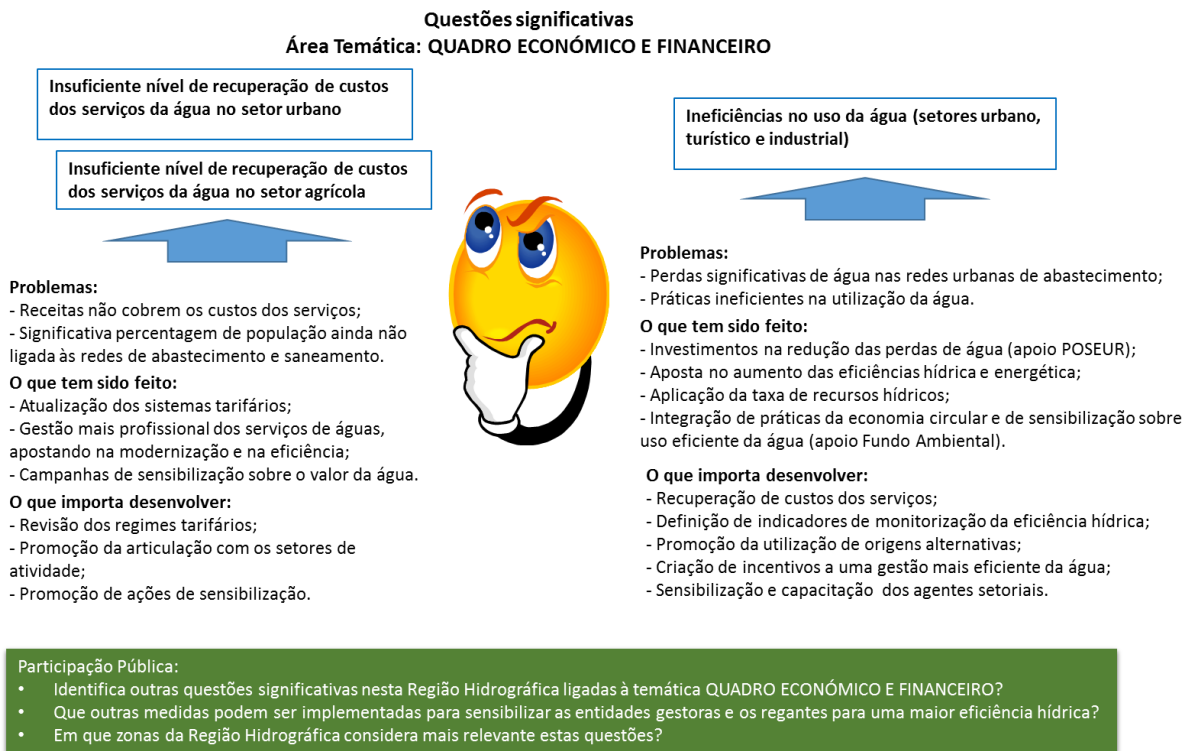 Questões significativas
Área Temática: QUADRO ECONÓMICO E FINANCEIRO
Insuficiente nível de recuperação de custos
dos serviços da água no setor urbano
Insuficiente nível de recuperação de custos
dos serviços da água no setor agrícola
Problemas:
- Receitas não cobrem os custos dos serviços;
- Significativa percentagem de população ainda não
ligada às redes de abastecimento e saneamento.
O que tem sido feito:
- Atualização dos sistemas tarifários;
- Gestão mais profissional dos serviços de águas,
apostando na modernização e na eficiência;
- Campanhas de sensibilização sobre o valor da água.
O que importa desenvolver:
- Revisão dos regimes tarifários;
- Promoção da articulação com os setores de
atividade;
- Promoção de ações de sensibilização.
Ineficiências no uso da água (setores urbano,
turístico e industrial)
Problemas:
- Perdas significativas de água nas redes urbanas de abastecimento;
- Práticas ineficientes na utilização da água.
O que tem sido feito:
- Investimentos na redução das perdas de água (apoio POSEUR);
- Aposta no aumento das eficiências hídrica e energética;
- Aplicação da taxa de recursos hídricos;
- Integração de práticas da economia circular e de sensibilização sobre
uso eficiente da água (apoio Fundo Ambiental).
O que importa desenvolver:
- Recuperação de custos dos serviços;
- Definição de indicadores de monitorização da eficiência hídrica;
- Promoção da utilização de origens alternativas;
- Criação de incentivos a uma gestão mais eficiente da água;
- Sensibilização e capacitação dos agentes setoriais.
Participação Pública:
• Identifica outras questões significativas nesta Região Hidrográfica ligadas à temática QUADRO ECONÓMICO E FINANCEIRO?
• Que outras medidas podem ser implementadas para sensibilizar as entidades gestoras e os regantes para uma maior eficiência hídrica?
• Em que zonas da Região Hidrográfica considera mais relevante estas questões?